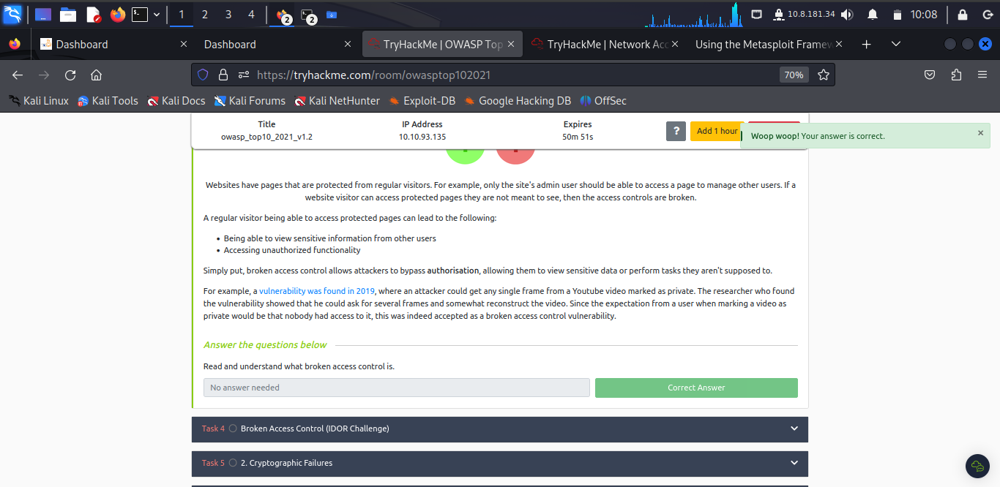 1 2 3 4 2 2 10.8.181.34 10:08
Dashboard Dashboard TryHackMe | OWASP Top TryHackMe | Network Acc Using the Metasploit Framew
https://tryhackme.com/room/owasptop102021 70%
Kali Linux Kali Tools Kali Docs Kali Forums Kali NetHunter Exploit-DB Google Hacking DB OffSec
Title IP Address Expires
owasp_top10_2021_v1.2 10.10.93.135 50m 51s ? Add 1 hour
Woop woop! Your answer is correct.
Websites have pages that are protected from regular visitors. For example, only the site's admin user should be able to access a page to manage other users. If a
website visitor can access protected pages they are not meant to see, then the access controls are broken.
A regular visitor being able to access protected pages can lead to the following:
• Being able to view sensitive information from other users
• Accessing unauthorized functionality
Simply put, broken access control allows attackers to bypass authorisation, allowing them to view sensitive data or perform tasks they aren't supposed to.
For example, a vulnerability was found in 2019, where an attacker could get any single frame from a Youtube video marked as private. The researcher who found
the vulnerability showed that he could ask for several frames and somewhat reconstruct the video. Since the expectation from a user when marking a video as
private would be that nobody had access to it, this was indeed accepted as a broken access control vulnerability.
Answer the questions below
Read and understand what broken access control is.
No answer needed Correct Answer
Task 4 Broken Access Control (IDOR Challenge)
Task 5 2. Cryptographic Failures